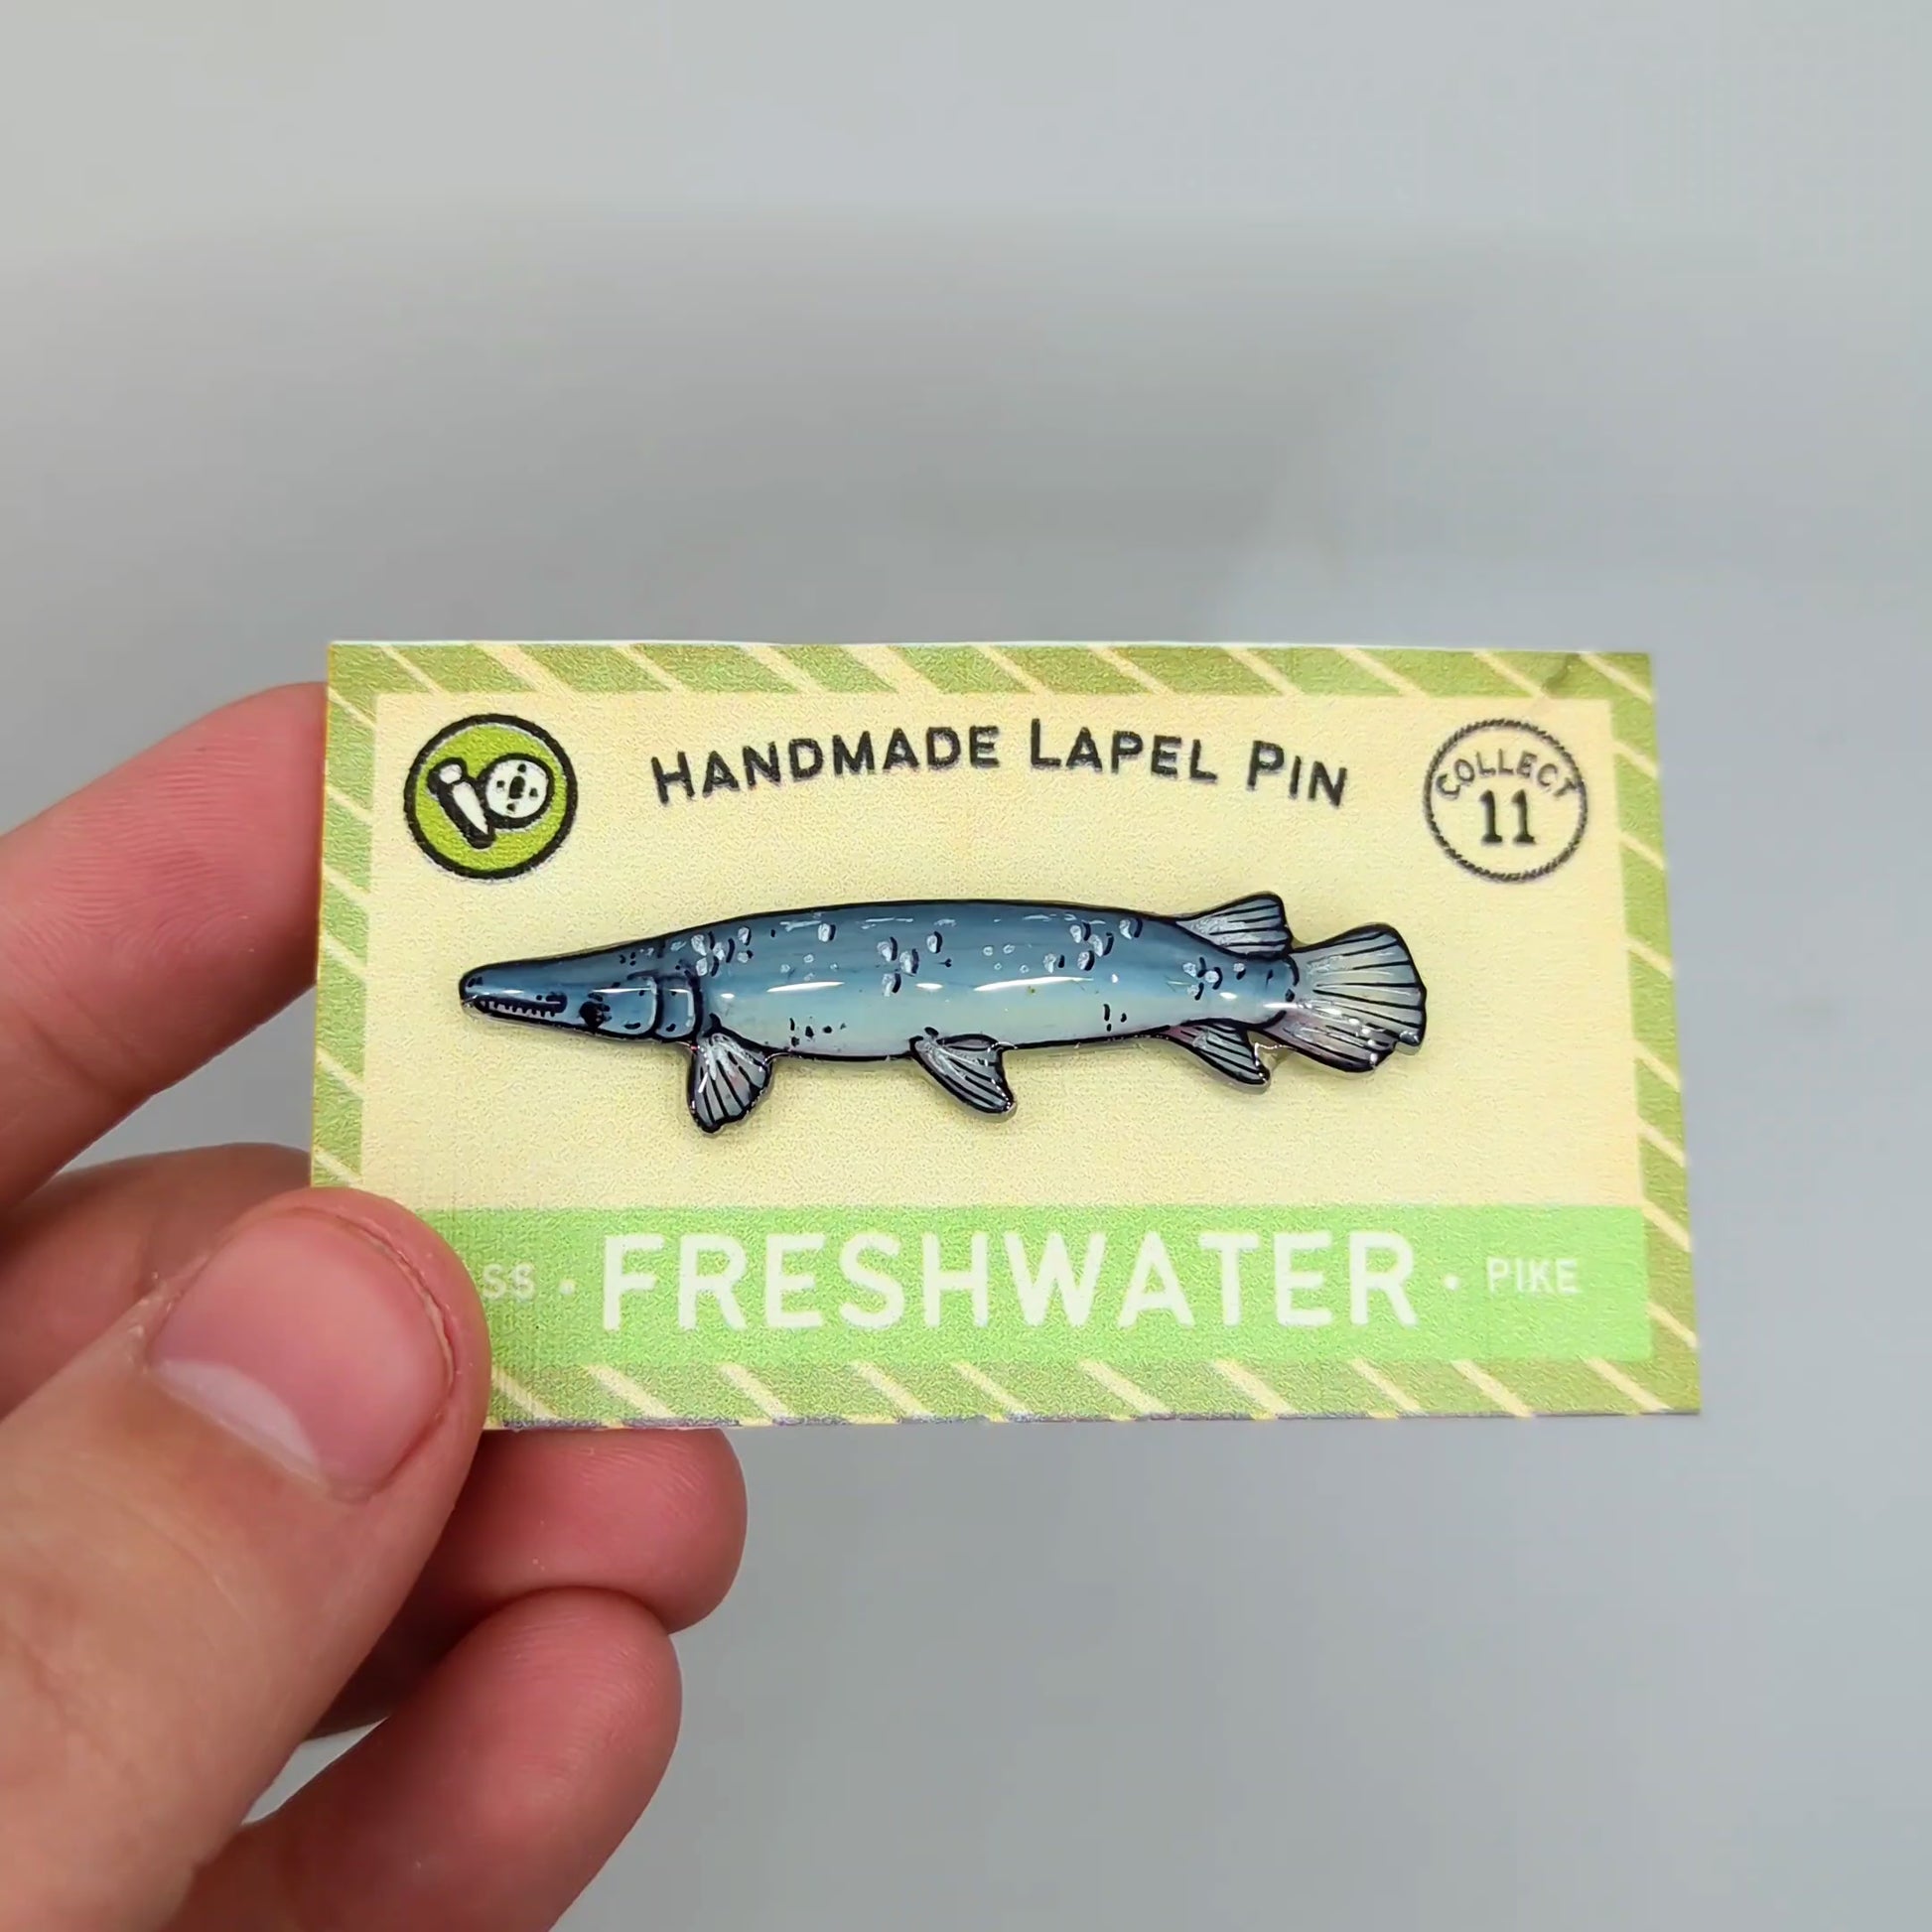 HANDMADE LAPEL PIN
COLLECT
11
SS · FRESHWATER · PIKE